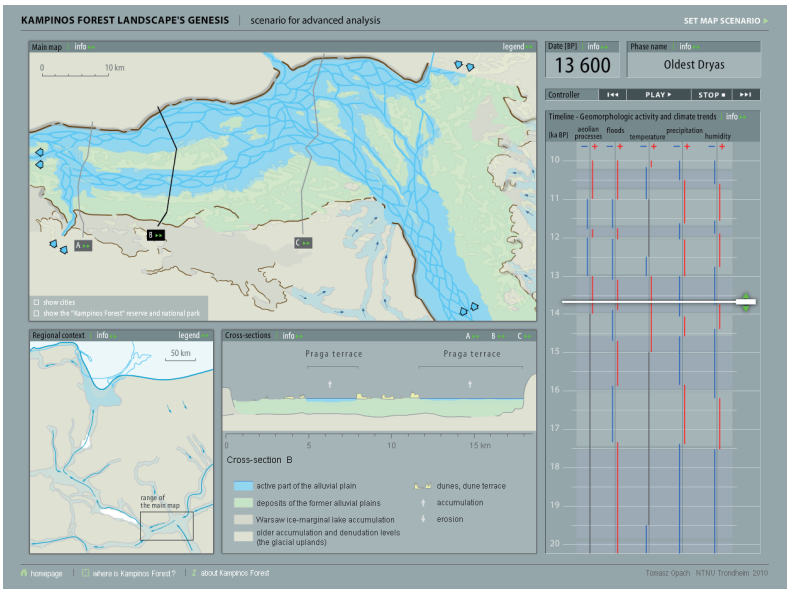 KAMPINOS FOREST LANDSCAPE'S GENESIS | scenario for advanced analysis
SET MAP SCENARIO
Main map info
legend
0 10 km
A
B
C
show cities
show the "Kampinos Forest" reserve and national park
Date [BP] info
13 600
Phase name info
Oldest Dryas
Controller
PLAY
STOP
Timeline - Geomorphologic activity and climate trends info
[ka BP]
aeolian processes
floods
temperature
precipitation
humidity
− + − + − + − + − +
10
11
12
13
14
15
16
17
18
19
20
Regional context info
legend
50 km
range of
the main map
Cross-sections info
A B C
Praga terrace Praga terrace
0 5 10 15 km
Cross-section B
active part of the alluvial plain
deposits of the former alluvial plains
Warsaw ice-marginal lake accumulation
older accumulation and denudation levels
(the glacial uplands)
dunes, dune terrace
accumulation
erosion
homepage | where is Kampinos Forest? | about Kampinos Forest
Tomasz Opach NTNU Trondheim 2010